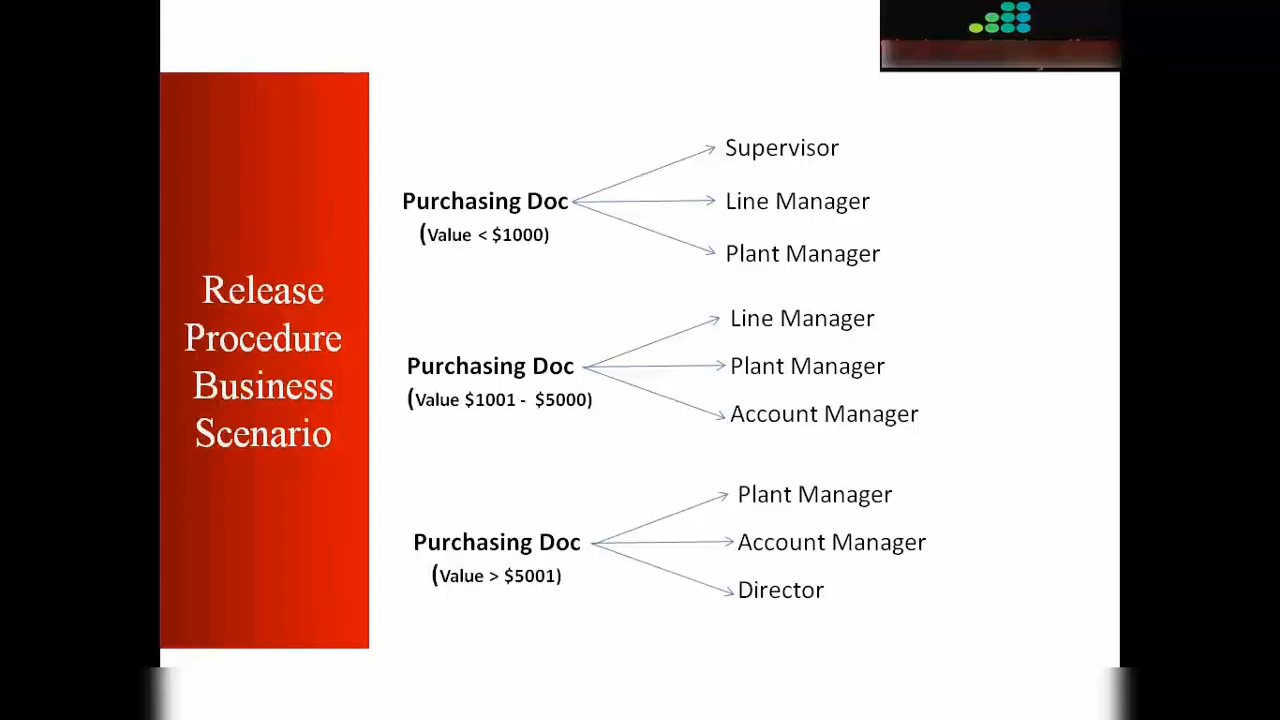 Release
Procedure
Business
Scenario
Purchasing Doc
(Value < $1000)
Supervisor
Line Manager
Plant Manager
Purchasing Doc
(Value $1001 - $5000)
Line Manager
Plant Manager
Account Manager
Purchasing Doc
(Value > $5001)
Plant Manager
Account Manager
Director